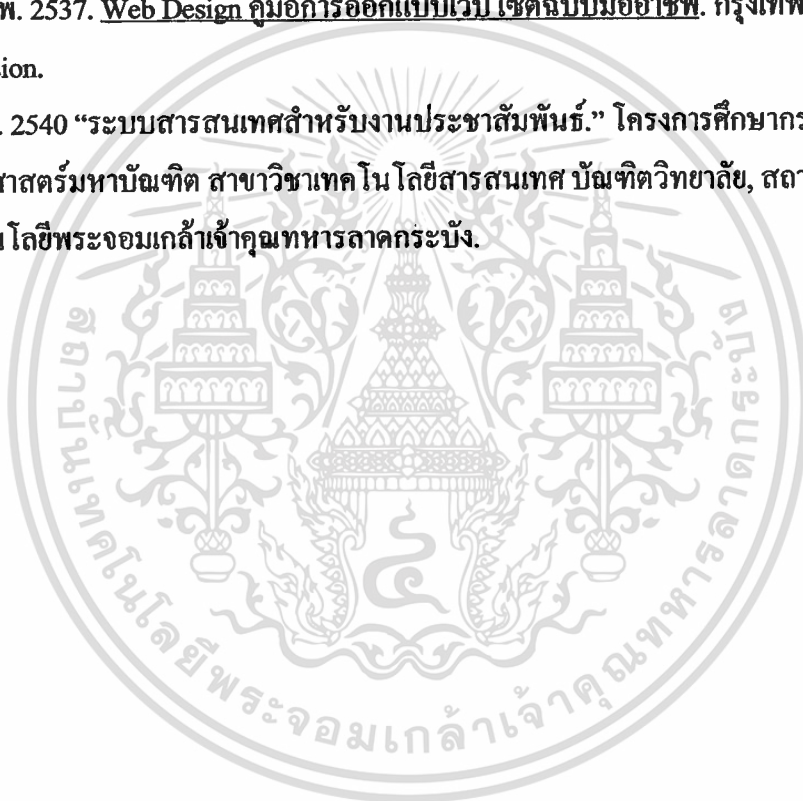 พ. 2537. Web Design คู่มือการออกแบบเว็บไซต์ฉบับมืออาชีพ. กรุงเทพ
ion.
. 2540 “ระบบสารสนเทศสำหรับงานประชาสัมพันธ์.” โครงการศึกษากร
ศาสตร์มหาบัณฑิต สาขาวิชาเทคโนโลยีสารสนเทศ บัณฑิตวิทยาลัย, สถา
นโลยีพระจอมเกล้าเจ้าคุณทหารลาดกระบัง.
สถาบันเทคโนโลยีพระจอมเกล้าเจ้าคุณทหารลาดกระบัง